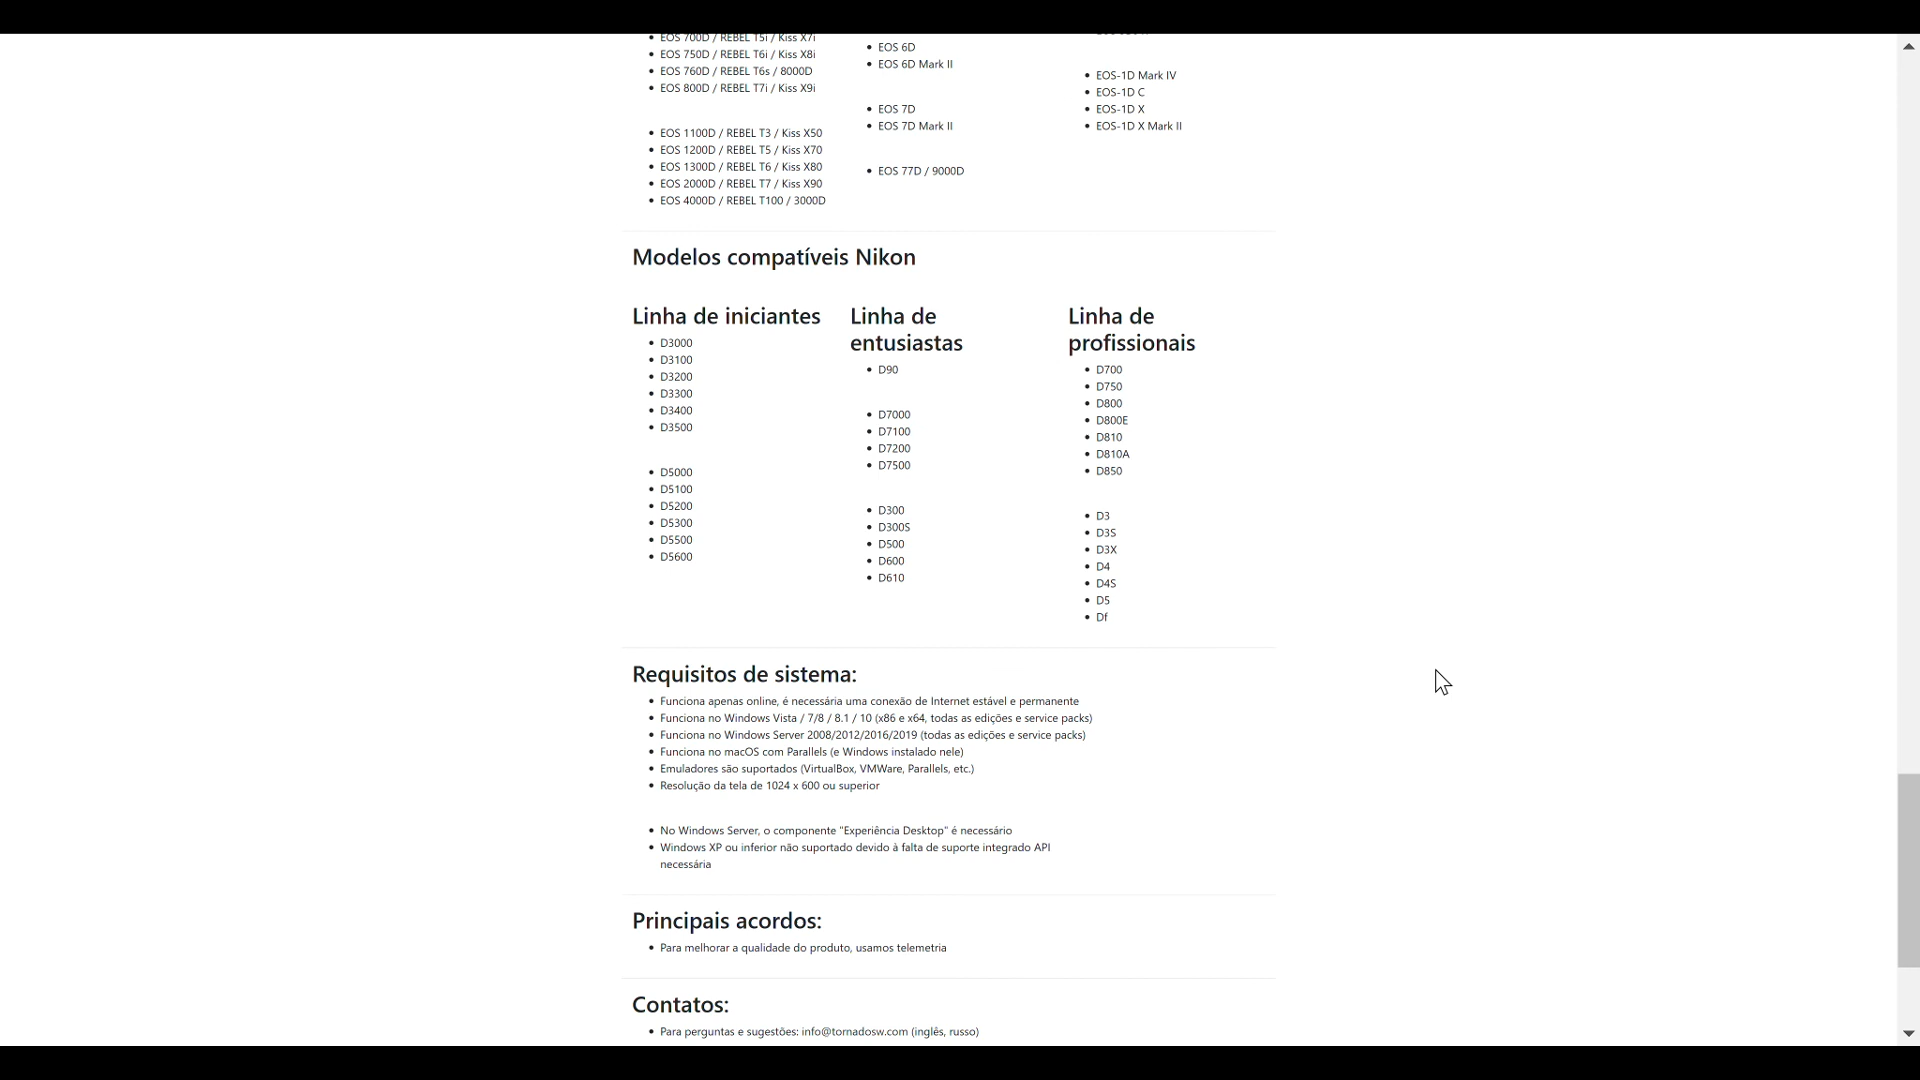 EOS 700D / REBEL T5i / Kiss X7i
EOS 750D / REBEL T6i / Kiss X8i
EOS 760D / REBEL T6s / 8000D
EOS 800D / REBEL T7i / Kiss X9i
EOS 1100D / REBEL T3 / Kiss X50
EOS 1200D / REBEL T5 / Kiss X70
EOS 1300D / REBEL T6 / Kiss X80
EOS 2000D / REBEL T7 / Kiss X90
EOS 4000D / REBEL T100 / 3000D
EOS 6D
EOS 6D Mark II
EOS 7D
EOS 7D Mark II
EOS 77D / 9000D
EOS-1D Mark IV
EOS-1D C
EOS-1D X
EOS-1D X Mark II
Modelos compatíveis Nikon
Linha de iniciantes
D3000
D3100
D3200
D3300
D3400
D3500
D5000
D5100
D5200
D5300
D5500
D5600
Linha de
entusiastas
D90
D7000
D7100
D7200
D7500
D300
D300S
D500
D600
D610
Linha de
profissionais
D700
D750
D800
D800E
D810
D810A
D850
D3
D3S
D3X
D4
D4S
D5
Df
Requisitos de sistema:
Funciona apenas online, é necessária uma conexão de Internet estável e permanente
Funciona no Windows Vista / 7/8 / 8.1 / 10 (x86 e x64, todas as edições e service packs)
Funciona no Windows Server 2008/2012/2016/2019 (todas as edições e service packs)
Funciona no macOS com Parallels (e Windows instalado nele)
Emuladores são suportados (VirtualBox, VMWare, Parallels, etc.)
Resolução da tela de 1024 x 600 ou superior
No Windows Server, o componente "Experiência Desktop" é necessário
Windows XP ou inferior não suportado devido à falta de suporte integrado API
necessária
Principais acordos:
Para melhorar a qualidade do produto, usamos telemetria
Contatos:
Para perguntas e sugestões: info@tornadosw.com (inglês, russo)